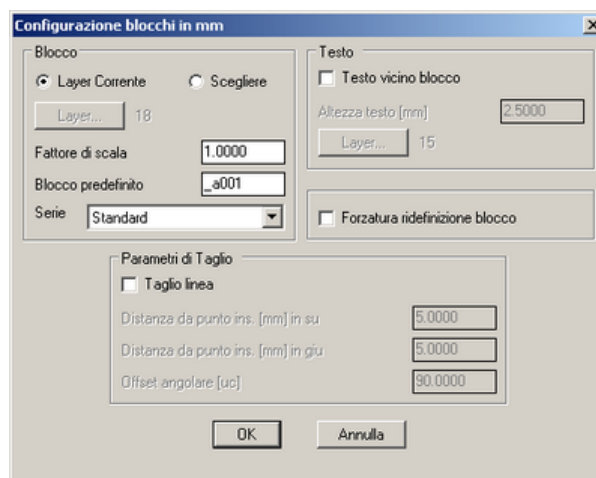 Configurazione blocchi in mm
Blocco
Layer Corrente
Scegliere
Layer...
18
Fattore di scala
1.0000
Blocco predefinito
_a001
Serie
Standard
Testo
Testo vicino blocco
Altezza testo [mm]
2.5000
Layer...
15
Forzatura ridefinizione blocco
Parametri di Taglio
Taglio linea
Distanza da punto ins. [mm] in su
5.0000
Distanza da punto ins. [mm] in giu
5.0000
Offset angolare [uc]
90.0000
OK
Annulla